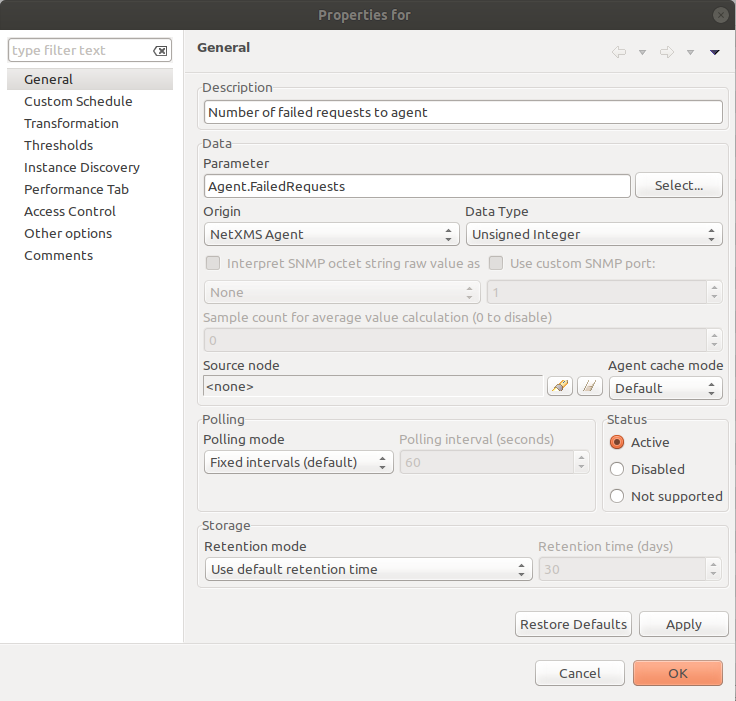 Properties for
type filter text
General
General
Custom Schedule
Transformation
Thresholds
Instance Discovery
Performance Tab
Access Control
Other options
Comments
Description
Number of failed requests to agent
Data
Parameter
Agent.FailedRequests
Select...
Origin
Data Type
NetXMS Agent
Unsigned Integer
Interpret SNMP octet string raw value as
Use custom SNMP port:
None
1
Sample count for average value calculation (0 to disable)
0
Source node
Agent cache mode
<none>
Default
Polling
Status
Polling mode
Polling interval (seconds)
Active
Fixed intervals (default)
60
Disabled
Not supported
Storage
Retention mode
Retention time (days)
Use default retention time
30
Restore Defaults
Apply
Cancel
OK